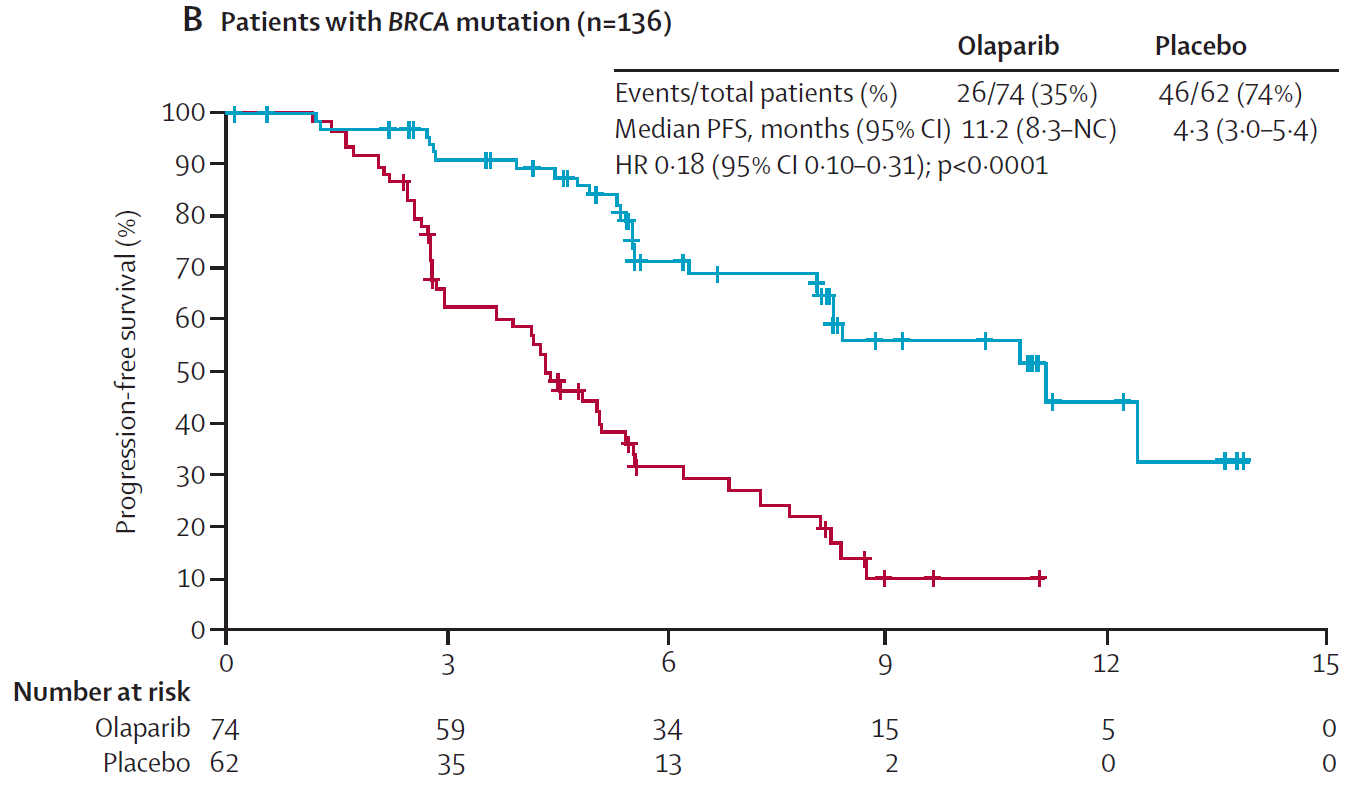 B Patients with BRCA mutation (n=136)
Olaparib Placebo
Events/total patients (%) 26/74 (35%) 46/62 (74%)
Median PFS, months (95% CI) 11·2 (8·3–NC) 4·3 (3·0–5·4)
HR 0·18 (95% CI 0·10–0·31); p<0·0001
Progression-free survival (%)
100
90
80
70
60
50
40
30
20
10
0
0 3 6 9 12 15
Number at risk
Olaparib 74 59 34 15 5 0
Placebo 62 35 13 2 0 0